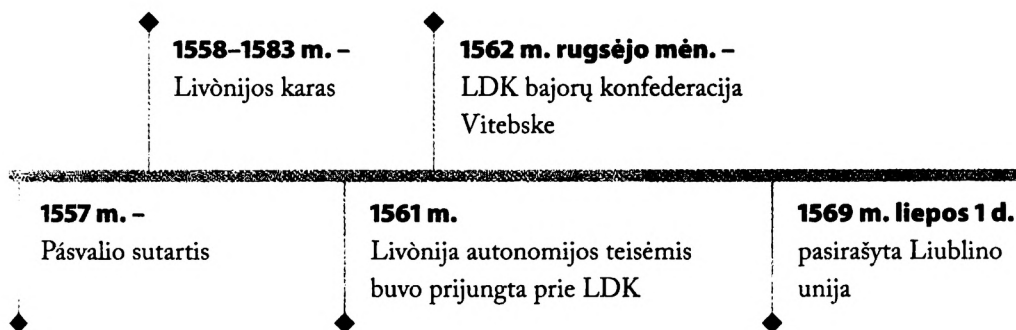 1558–1583 m. –
Livònijos karas
1562 m. rugsėjo mėn. –
LDK bajorų konfederacija
Vitebske
1557 m. –
Pásvalio sutartis
1561 m.
Livònija autonomijos teisėmis
buvo prijungta prie LDK
1569 m. liepos 1 d.
pasirašyta Liublino
unija